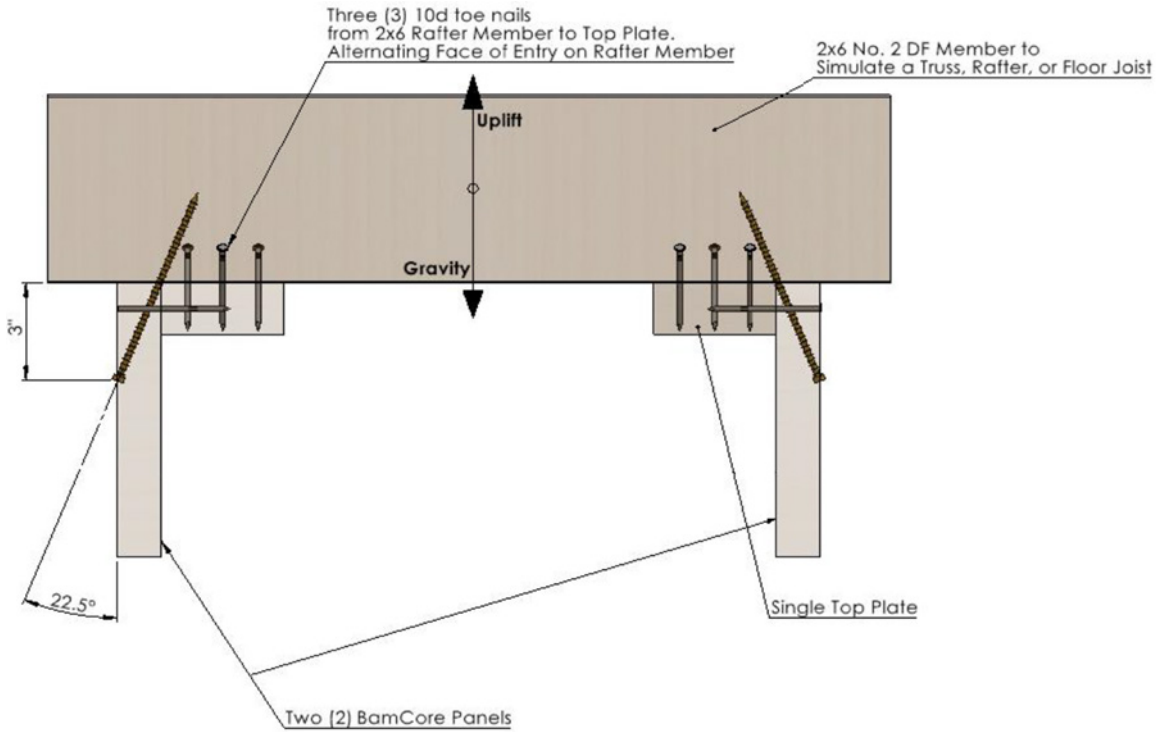 Three (3) 10d toe nails
from 2x6 Rafter Member to Top Plate.
Alternating Face of Entry on Rafter Member
2x6 No. 2 DF Member to
Simulate a Truss, Rafter, or Floor Joist
Uplift
Gravity
3"
22.5°
Single Top Plate
Two (2) BamCore Panels